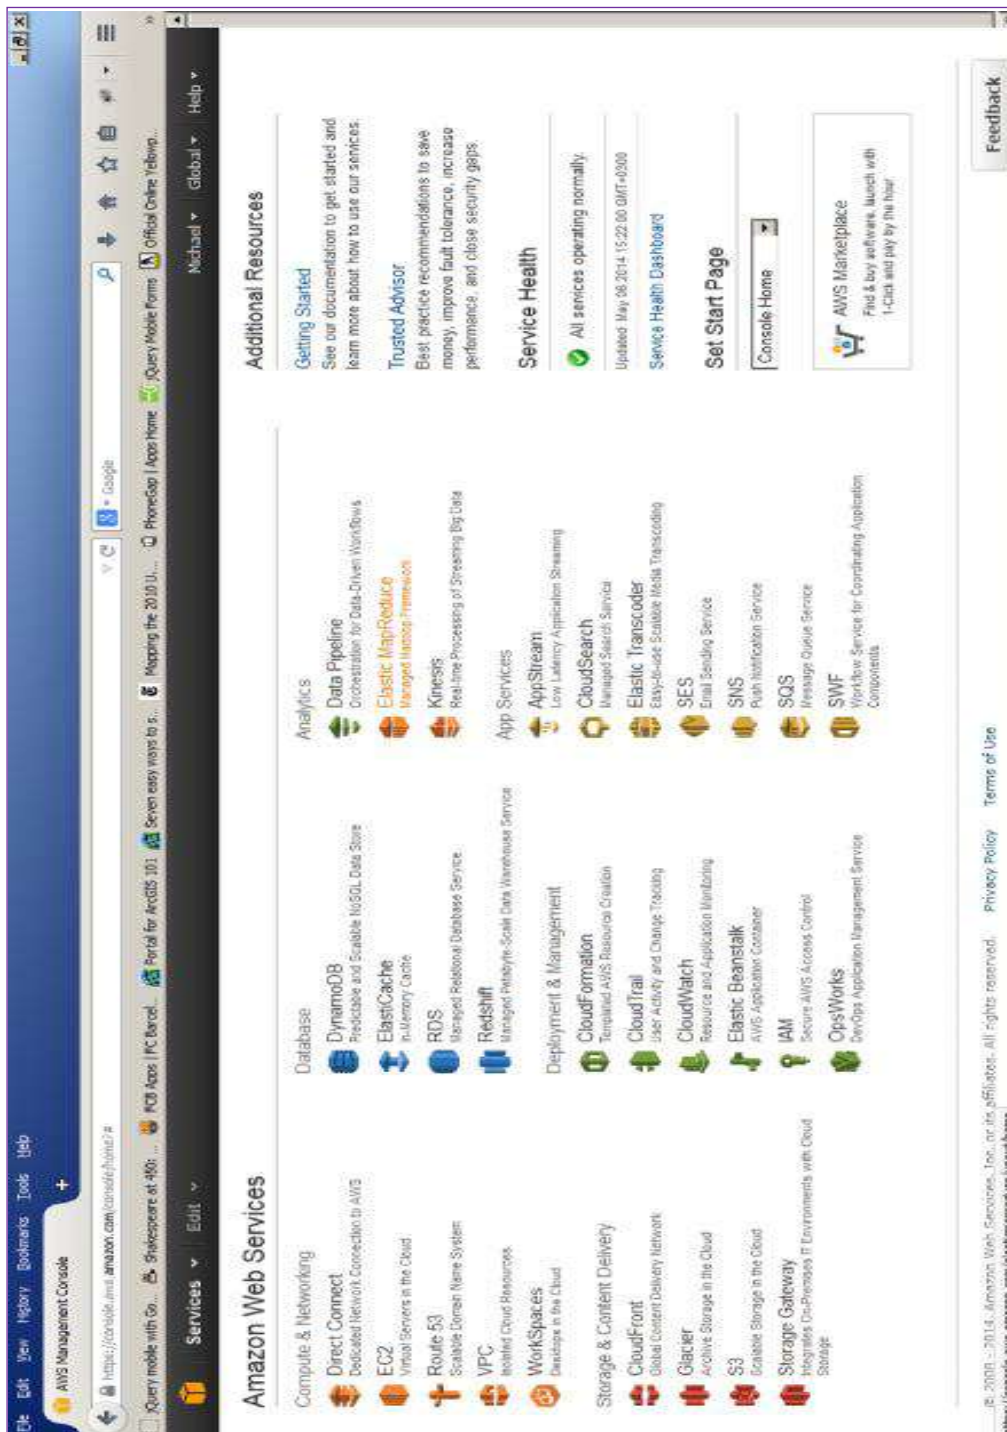 File Edit View History Bookmarks Tools Help
AWS Management Console
+
https://console.aws.amazon.com/console/home?#
Google
jQuery mobile with Go...
Shakespeare at 450: ...
PCB Apps | PC Parcel...
Portal for ArcGIS 101
Seven easy ways to s...
Mapping the 2010 U...
PhoneGap | Apps Home
jQuery Mobile Forms
Official Online Yellowp...
Services Edit
Michael Global Help
Amazon Web Services
Compute & Networking
Direct Connect
Dedicated Network Connection to AWS
EC2
Virtual Servers in the Cloud
Route 53
Scalable Domain Name System
VPC
Isolated Cloud Resources
WorkSpaces
Desktops in the Cloud
Storage & Content Delivery
CloudFront
Global Content Delivery Network
Glacier
Archive Storage in the Cloud
S3
Scalable Storage in the Cloud
Storage Gateway
Integrates On-Premises IT Environments with Cloud
Storage
Database
DynamoDB
Predictable and Scalable NoSQL Data Store
ElastiCache
In-Memory Cache
RDS
Managed Relational Database Service
Redshift
Managed Petabyte-Scale Data Warehouse Service
Deployment & Management
CloudFormation
Templated AWS Resource Creation
CloudTrail
User Activity and Change Tracking
CloudWatch
Resource and Application Monitoring
Elastic Beanstalk
AWS Application Container
IAM
Secure AWS Access Control
OpsWorks
DevOps Application Management Service
Analytics
Data Pipeline
Orchestration for Data-Driven Workflows
Elastic MapReduce
Managed Hadoop Framework
Kinesis
Real-time Processing of Streaming Big Data
App Services
AppStream
Low Latency Application Streaming
CloudSearch
Managed Search Service
Elastic Transcoder
Easy-to-use Scalable Media Transcoding
SES
Email Sending Service
SNS
Push Notification Service
SQS
Message Queue Service
SWF
Workflow Service for Coordinating Application
Components
Additional Resources
Getting Started
See our documentation to get started and
learn more about how to use our services.
Trusted Advisor
Best practice recommendations to save
money, improve fault tolerance, increase
performance, and close security gaps.
Service Health
All services operating normally.
Updated: May 06 2014 15:22:00 GMT+0300
Service Health Dashboard
Set Start Page
Console Home
AWS Marketplace
Find & buy software, launch with
1-Click and pay by the hour
© 2008 - 2014, Amazon Web Services, Inc. or its affiliates. All rights reserved. Privacy Policy Terms of Use
Feedback